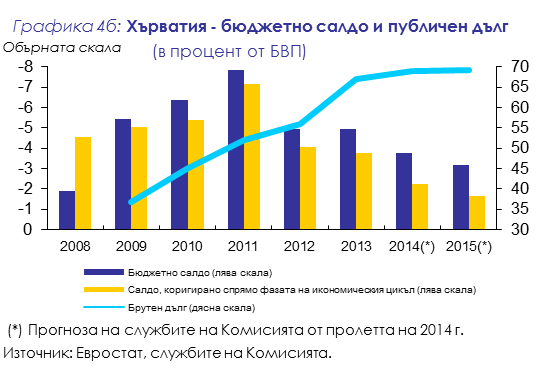 Графика 4б: Хърватия - бюджетно салдо и публичен дълг
Обърната скала
(в процент от БВП)
-8 70
-7 65
-6 60
-5 55
-4 50
-3 45
-2 40
-1 35
0 30
2008 2009 2010 2011 2012 2013 2014(*) 2015(*)
Бюджетно салдо (лява скала)
Салдо, коригирано спрямо фазата на икономическия цикъл (лява скала)
Брутен дълг (дясна скала)
(*) Прогноза на службите на Комисията от пролетта на 2014 г.
Източник: Евростат, службите на Комисията.